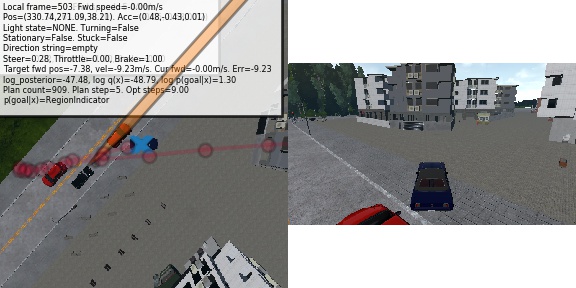 Local frame=503. Fwd speed=-0.00m/s
Pos=(330.74,271.09,38.21). Acc=(0.48,-0.43,0.01)
Light state=NONE. Turning=False
Stationary=False. Stuck=False
Direction string=empty
Steer=0.28, Throttle=0.00, Brake=1.00
Target fwd pos=-7.38, vel=-9.23m/s. Cur fwd=-0.00m/s. Err=-9.23
log_posterior=-47.48, log q(x)=-48.79, log p(goal|x)=1.30
Plan count=909. Plan step=5. Opt steps=9.00
p(goal|x)=RegionIndicator